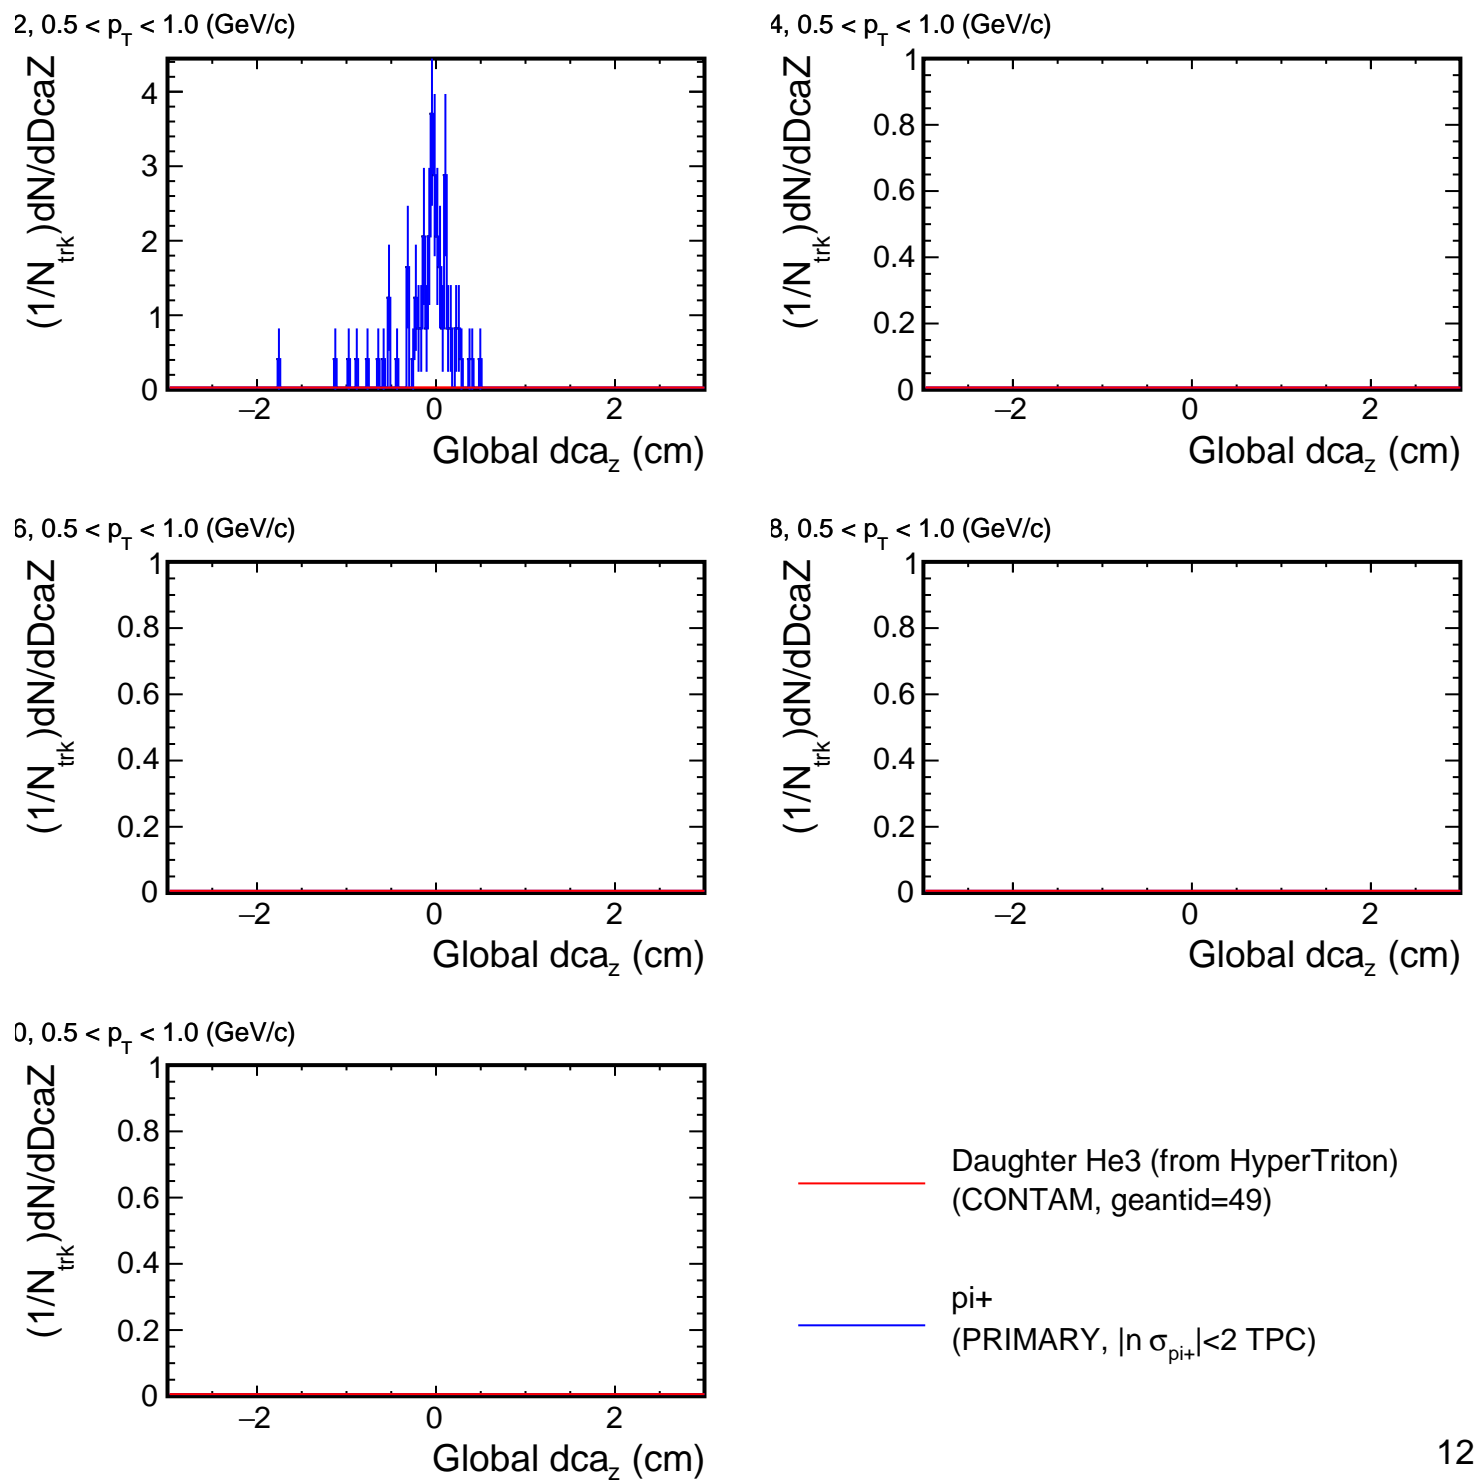 2, 0.5 < p_T < 1.0 (GeV/c)
(1/N_trk)dN/dDcaZ
4
3
2
1
0
−2 0 2
Global dca_z (cm)
4, 0.5 < p_T < 1.0 (GeV/c)
(1/N_trk)dN/dDcaZ
1
0.8
0.6
0.4
0.2
0
−2 0 2
Global dca_z (cm)
6, 0.5 < p_T < 1.0 (GeV/c)
(1/N_trk)dN/dDcaZ
1
0.8
0.6
0.4
0.2
0
−2 0 2
Global dca_z (cm)
8, 0.5 < p_T < 1.0 (GeV/c)
(1/N_trk)dN/dDcaZ
1
0.8
0.6
0.4
0.2
0
−2 0 2
Global dca_z (cm)
0, 0.5 < p_T < 1.0 (GeV/c)
(1/N_trk)dN/dDcaZ
1
0.8
0.6
0.4
0.2
0
−2 0 2
Global dca_z (cm)
Daughter He3 (from HyperTriton)
(CONTAM, geantid=49)
pi+
(PRIMARY, |n σ_pi+|<2 TPC)
12